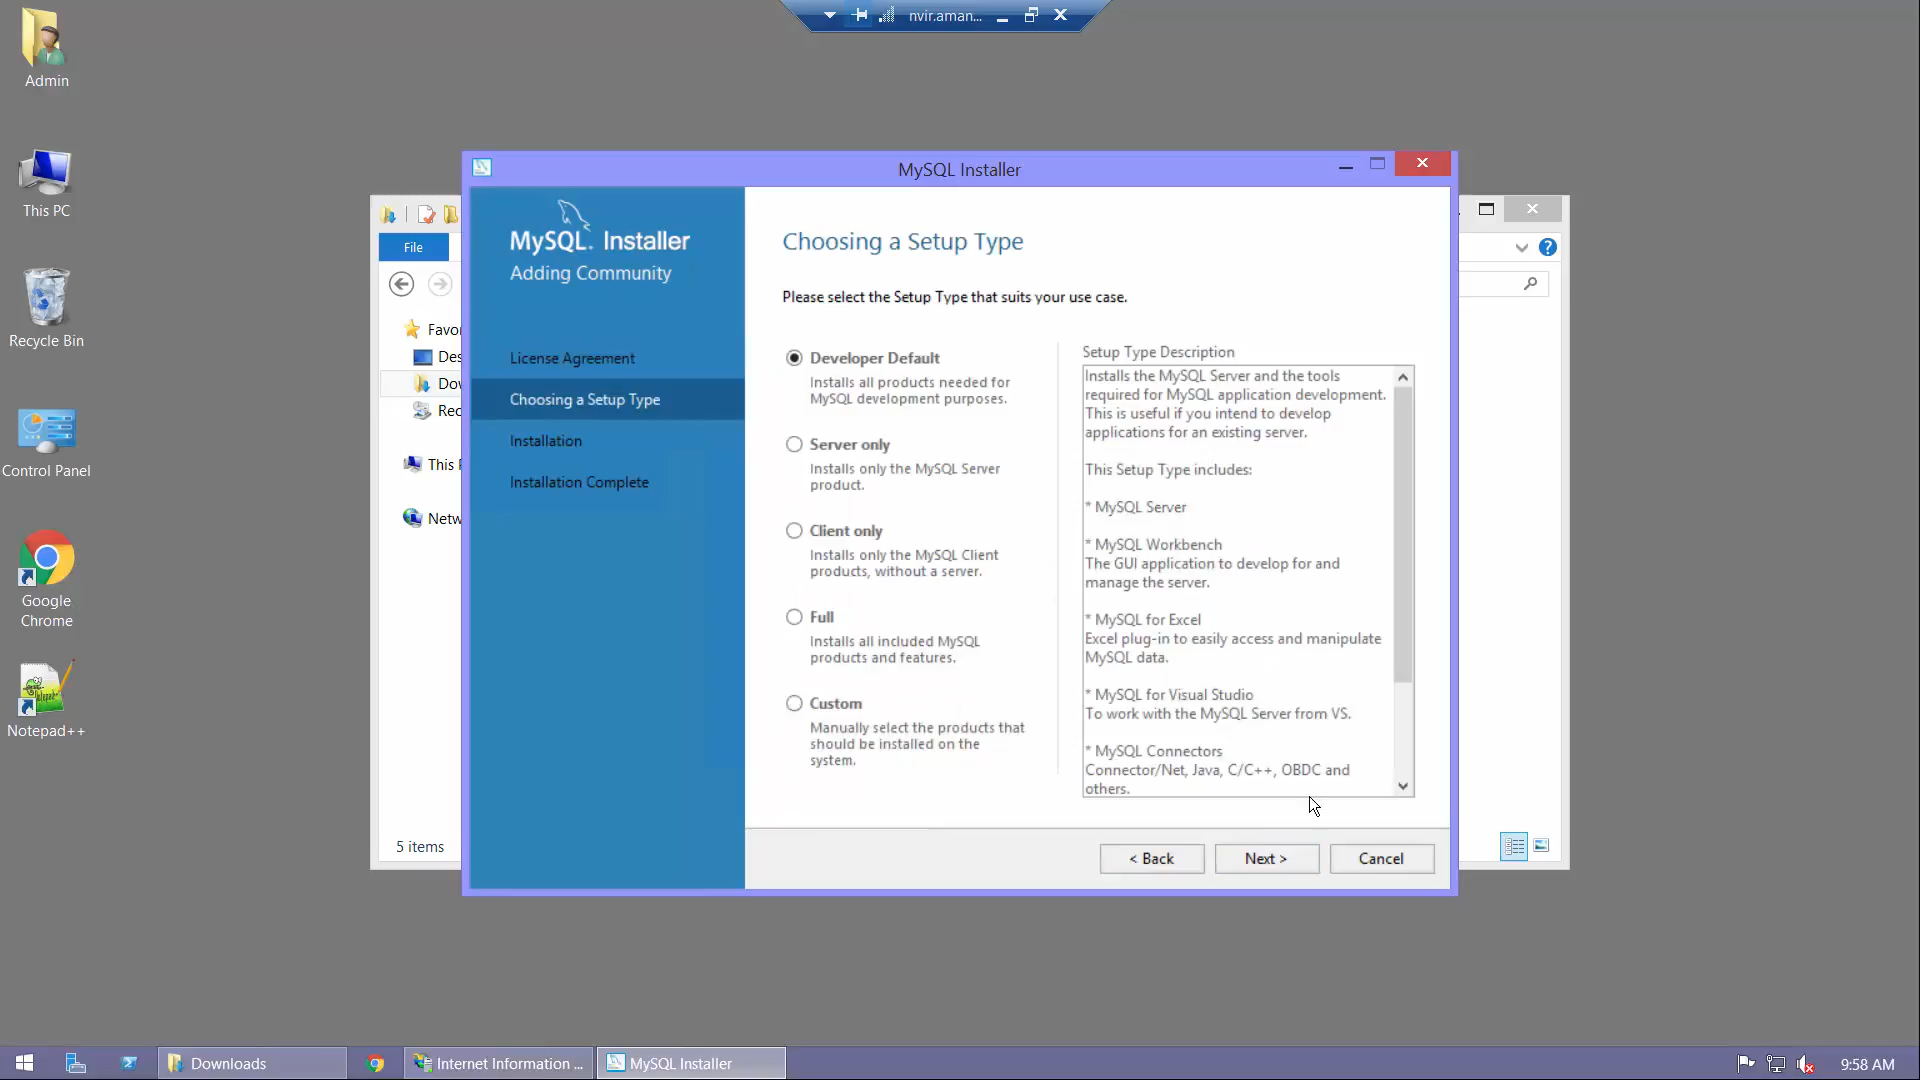 nvir.aman...
Admin
This PC
Recycle Bin
Control Panel
Google
Chrome
Notepad++
File
Favor
Des
Dow
Rec
This P
Netw
5 items
MySQL Installer
MySQL. Installer
Adding Community
License Agreement
Choosing a Setup Type
Installation
Installation Complete
Choosing a Setup Type
Please select the Setup Type that suits your use case.
Developer Default
Installs all products needed for
MySQL development purposes.
Server only
Installs only the MySQL Server
product.
Client only
Installs only the MySQL Client
products, without a server.
Full
Installs all included MySQL
products and features.
Custom
Manually select the products that
should be installed on the
system.
Setup Type Description
Installs the MySQL Server and the tools
required for MySQL application development.
This is useful if you intend to develop
applications for an existing server.
This Setup Type includes:
* MySQL Server
* MySQL Workbench
The GUI application to develop for and
manage the server.
* MySQL for Excel
Excel plug-in to easily access and manipulate
MySQL data.
* MySQL for Visual Studio
To work with the MySQL Server from VS.
* MySQL Connectors
Connector/Net, Java, C/C++, OBDC and
others.
< Back
Next >
Cancel
Downloads
Internet Information ...
MySQL Installer
9:58 AM